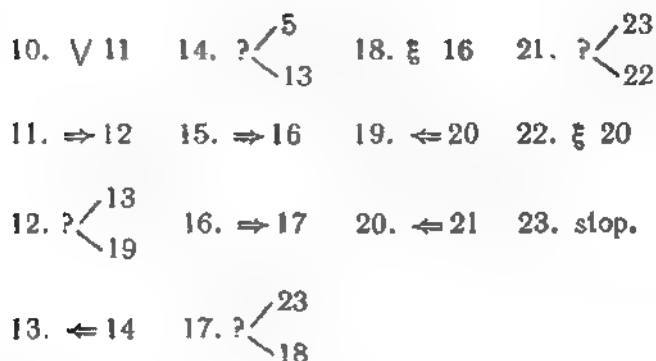 10. V 11 14. ? 5 13 18. ξ 16 21. ? 23 22
11. ⇒ 12 15. ⇒ 16 19. ⇐ 20 22. ξ 20
12. ? 13 19 16. ⇒ 17 20. ⇐ 21 23. stop.
13. ⇐ 14 17. ? 23 18